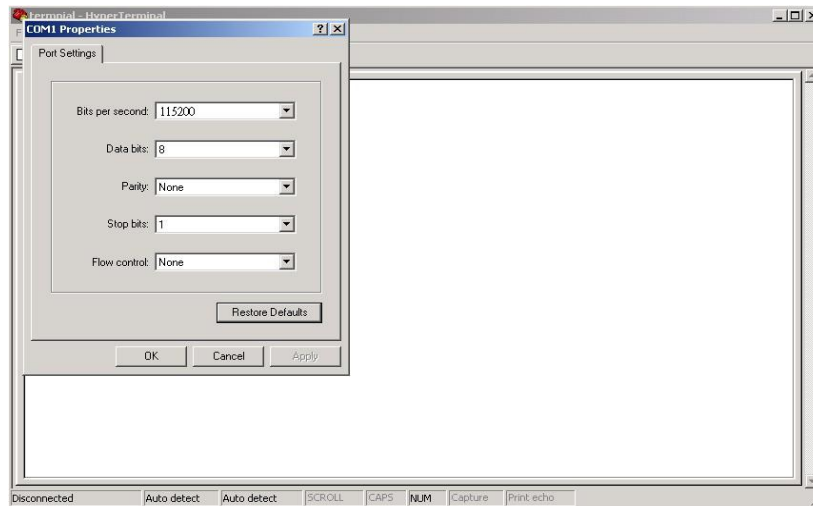 termpial - HyperTerminal
COM1 Properties
F
Port Settings
Bits per second: 115200
Data bits: 8
Parity: None
Stop bits: 1
Flow control: None
Restore Defaults
OK Cancel Apply
Disconnected Auto detect Auto detect SCROLL CAPS NUM Capture Print echo